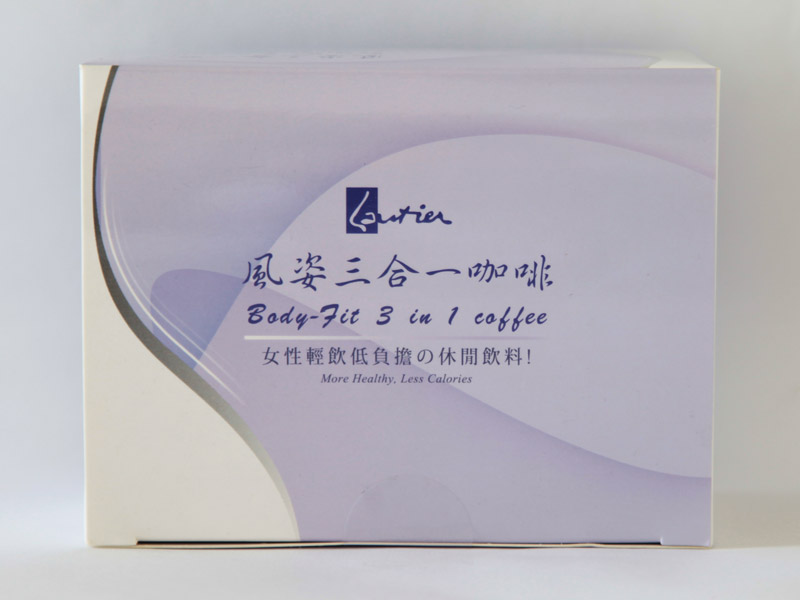 Lautier
風姿三合一咖啡
Body-Fit 3 in 1 coffee
女性輕飲低負擔の休閒飲料!
More Healthy, Less Calories